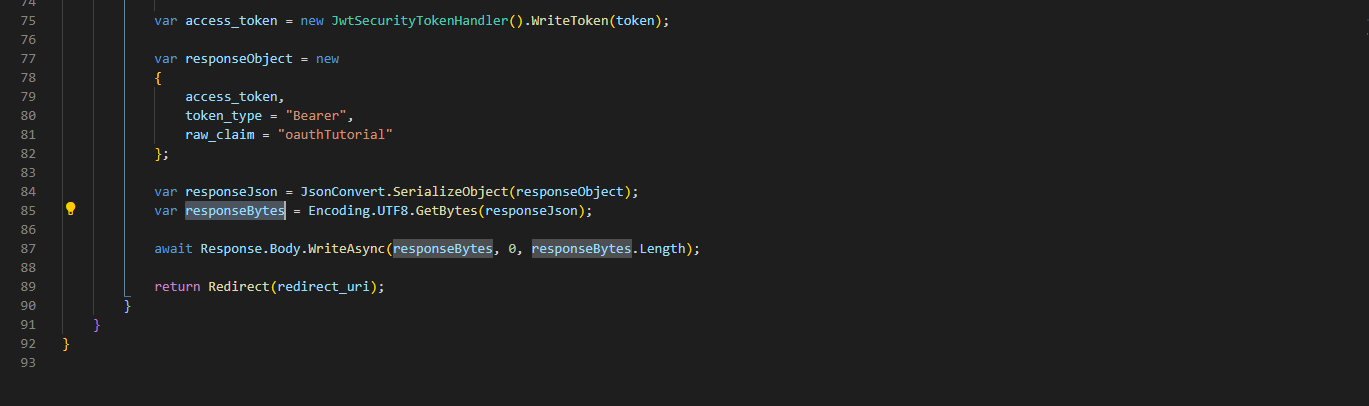 74
75 var access_token = new JwtSecurityTokenHandler().WriteToken(token);
76
77 var responseObject = new
78 {
79 access_token,
80 token_type = "Bearer",
81 raw_claim = "oauthTutorial"
82 };
83
84 var responseJson = JsonConvert.SerializeObject(responseObject);
85 var responseBytes = Encoding.UTF8.GetBytes(responseJson);
86
87 await Response.Body.WriteAsync(responseBytes, 0, responseBytes.Length);
88
89 return Redirect(redirect_uri);
90 }
91 }
92 }
93